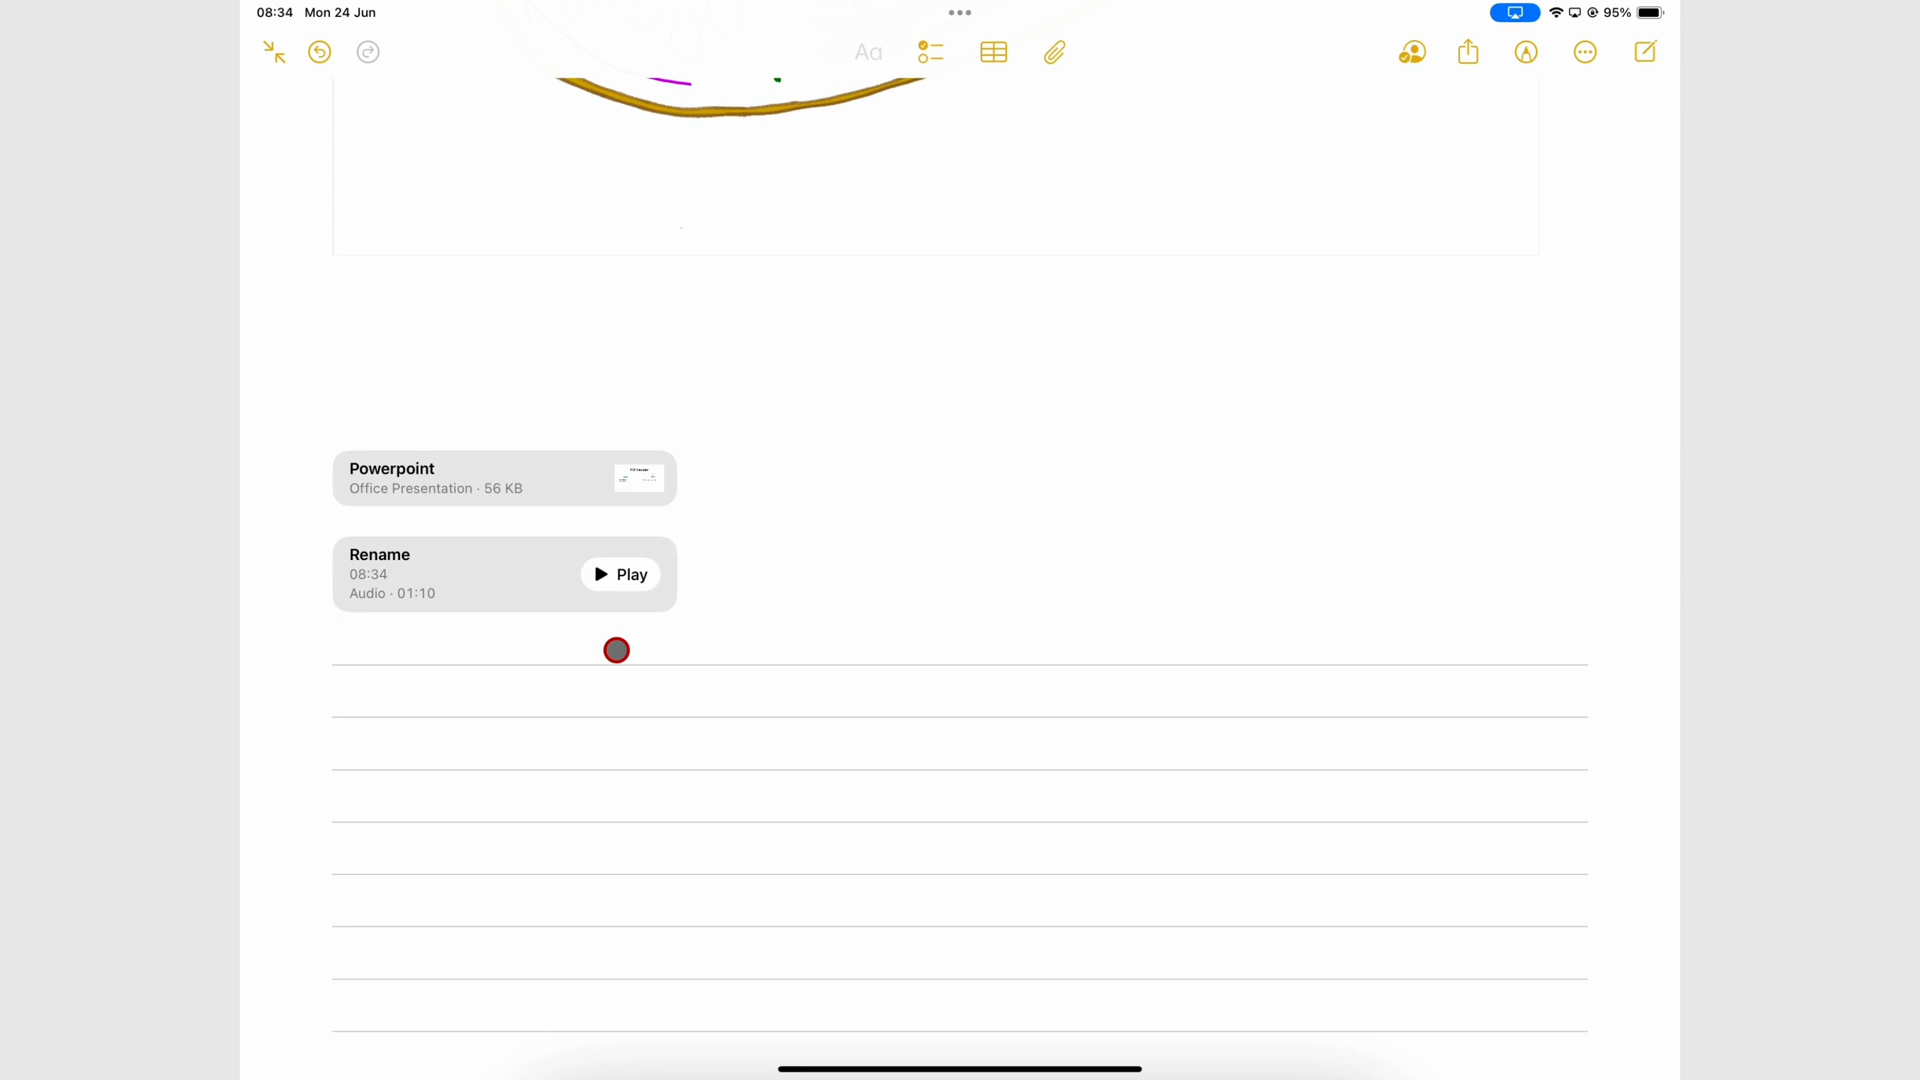 08:34 Mon 24 Jun
95%
Aa
Powerpoint
Office Presentation · 56 KB
Rename
08:34
Audio · 01:10
Play